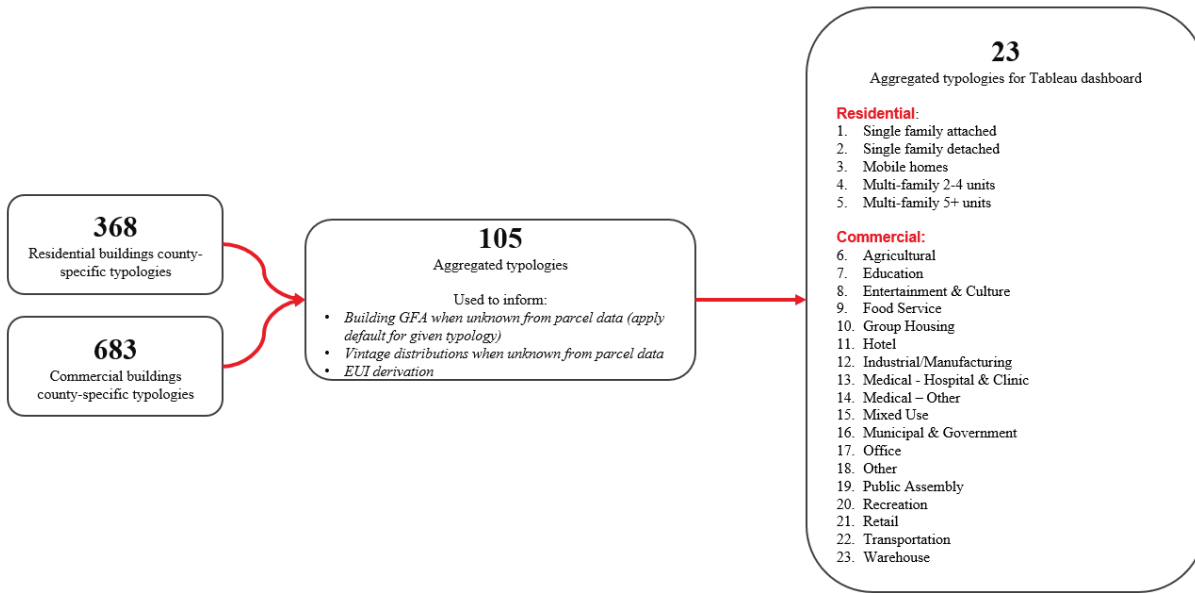 368
Residential buildings county-
specific typologies
683
Commercial buildings
county-specific typologies
105
Aggregated typologies
Used to inform:
• Building GFA when unknown from parcel data (apply
default for given typology)
• Vintage distributions when unknown from parcel data
• EUI derivation
23
Aggregated typologies for Tableau dashboard
Residential:
1. Single family attached
2. Single family detached
3. Mobile homes
4. Multi-family 2-4 units
5. Multi-family 5+ units
Commercial:
6. Agricultural
7. Education
8. Entertainment & Culture
9. Food Service
10. Group Housing
11. Hotel
12. Industrial/Manufacturing
13. Medical - Hospital & Clinic
14. Medical – Other
15. Mixed Use
16. Municipal & Government
17. Office
18. Other
19. Public Assembly
20. Recreation
21. Retail
22. Transportation
23. Warehouse